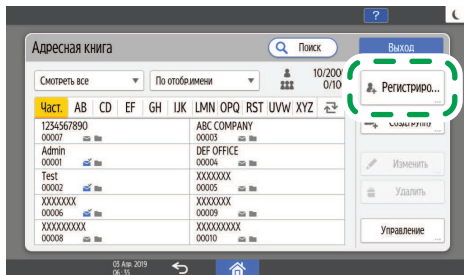 ?
Адресная книга
Поиск
Выход
Смотреть все
По отобр.имени
10/200
0/10
Регистриро...
Част. AB CD EF GH IJK LMN OPQ RST UVW XYZ
1234567890
00007
ABC COMPANY
00003
Создать группу
Admin
00001
DEF OFFICE
00004
Изменить
Test
00002
XXXXXXX
00005
Удалить
XXXXXXX
00006
XXXXXXX
00009
XXXXXXXXX
00008
XXXXXXXXX
00010
Управление
03 Апр. 2019
06:35